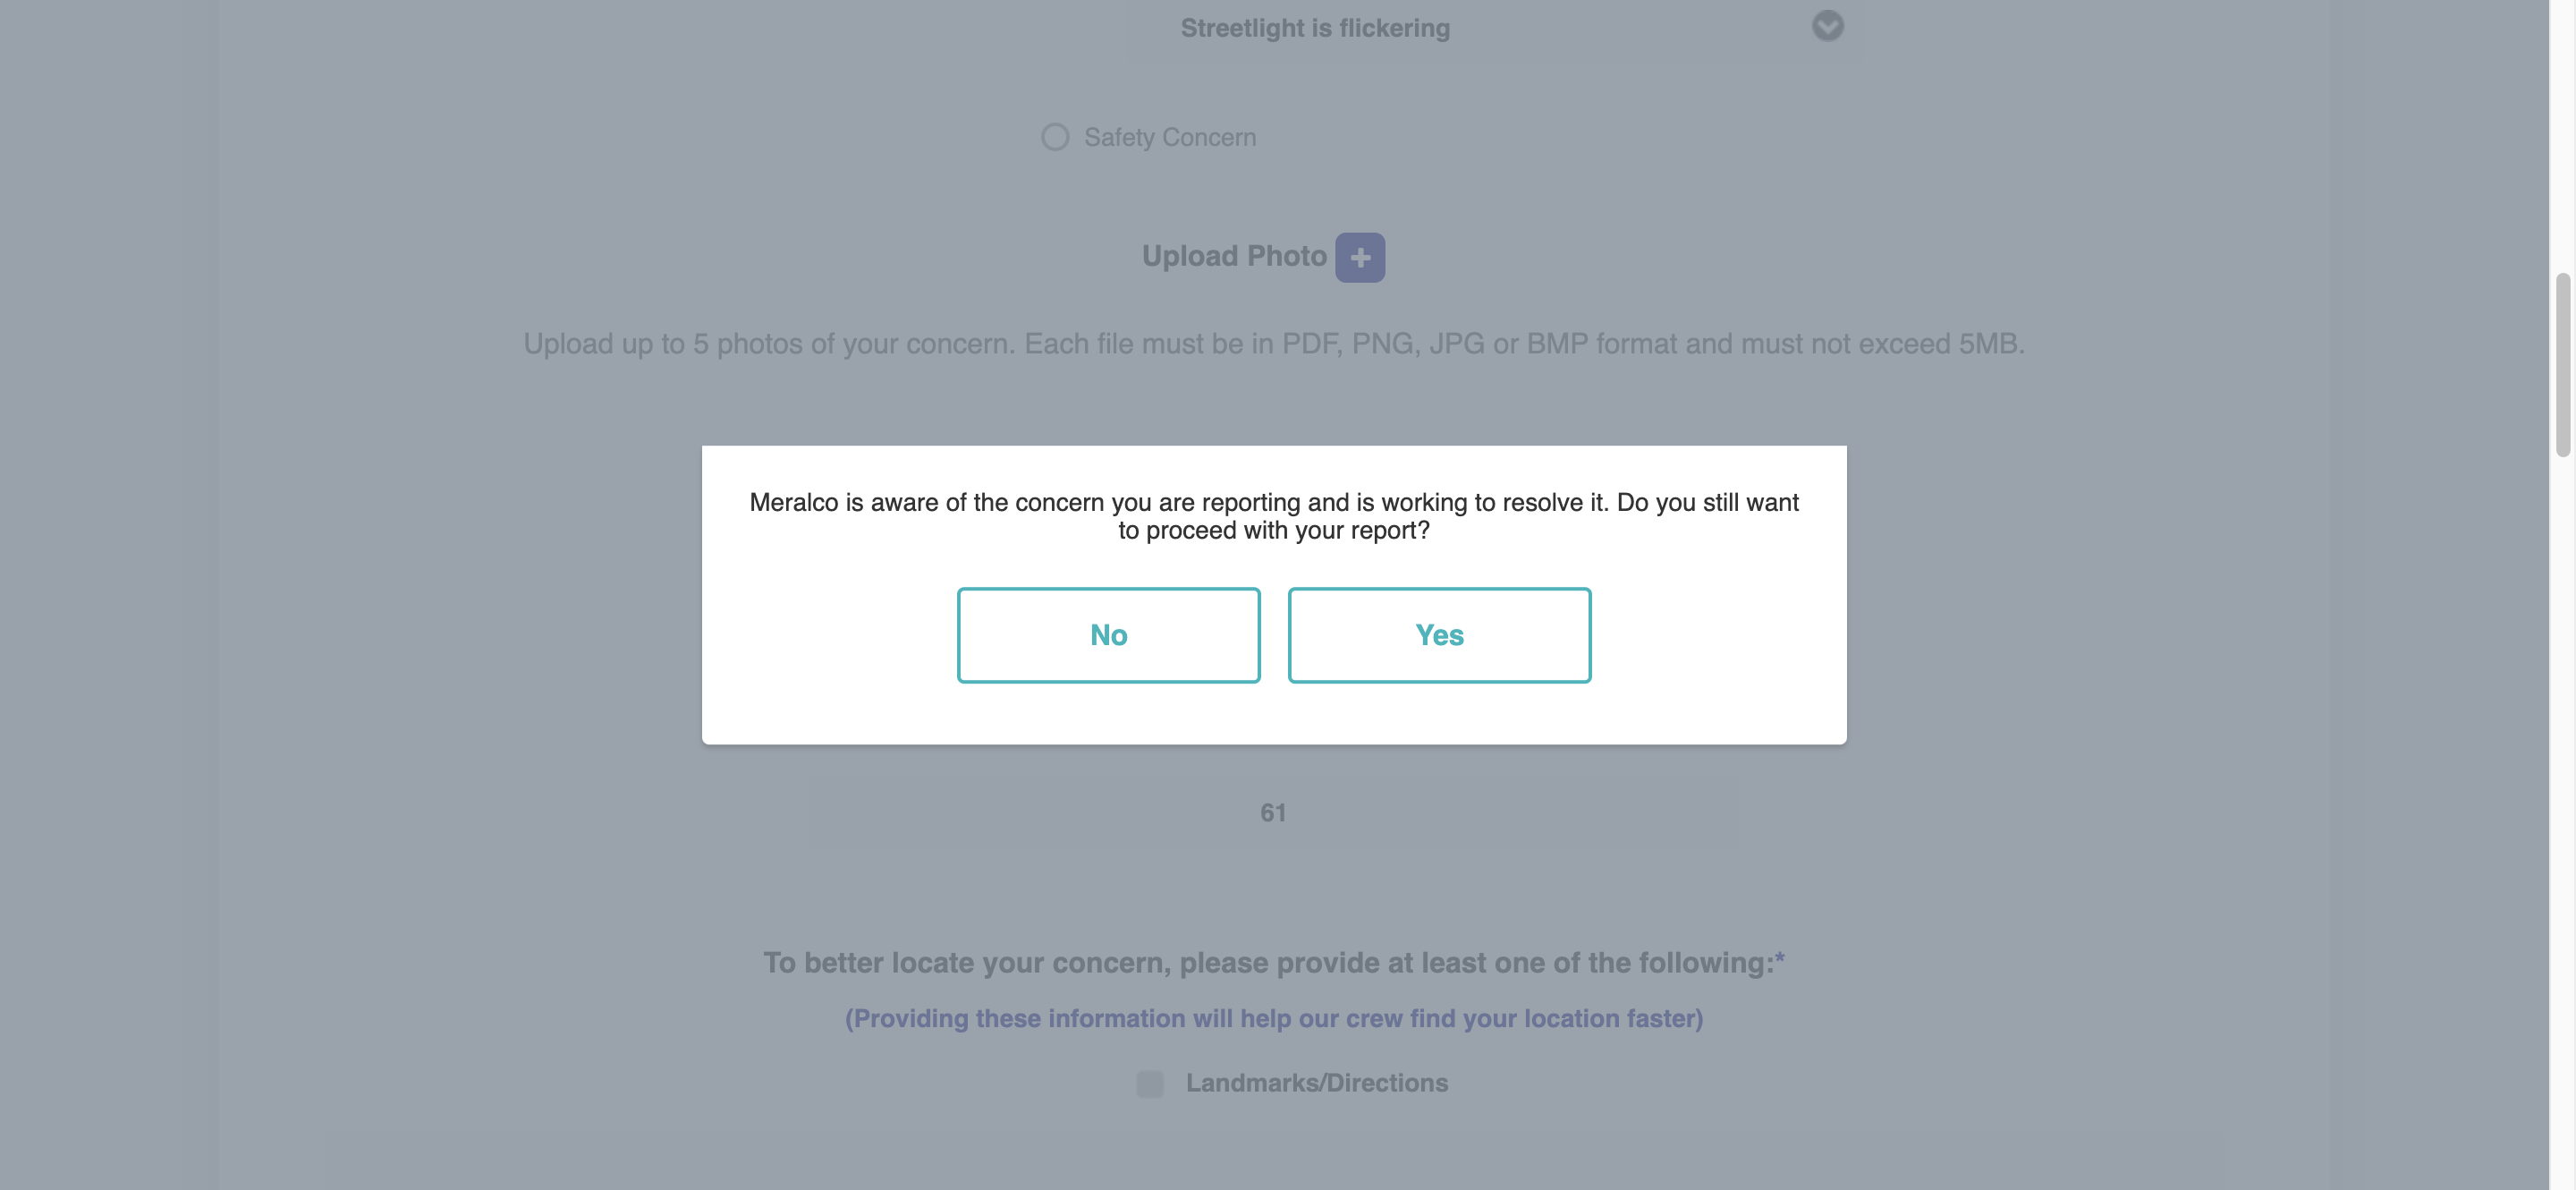 Streetlight is flickering
Safety Concern
Upload Photo +
Upload up to 5 photos of your concern. Each file must be in PDF, PNG, JPG or BMP format and must not exceed 5MB.
Meralco is aware of the concern you are reporting and is working to resolve it. Do you still want
to proceed with your report?
No
Yes
61
To better locate your concern, please provide at least one of the following:*
(Providing these information will help our crew find your location faster)
Landmarks/Directions